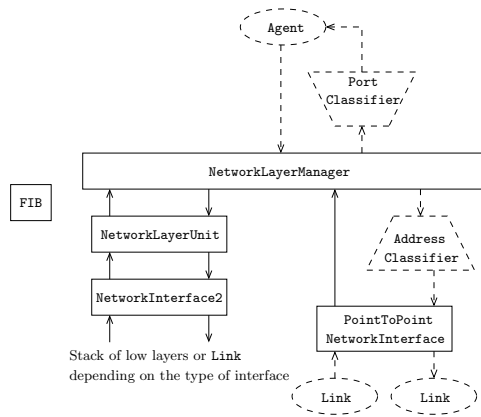 Agent
Port
Classifier
NetworkLayerManager
FIB
NetworkLayerUnit
Address
Classifier
NetworkInterface2
PointToPoint
NetworkInterface
Stack of low layers or Link
depending on the type of interface
Link
Link